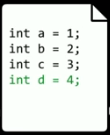 int a = 1;
int b = 2;
int c = 3;
int d = 4;